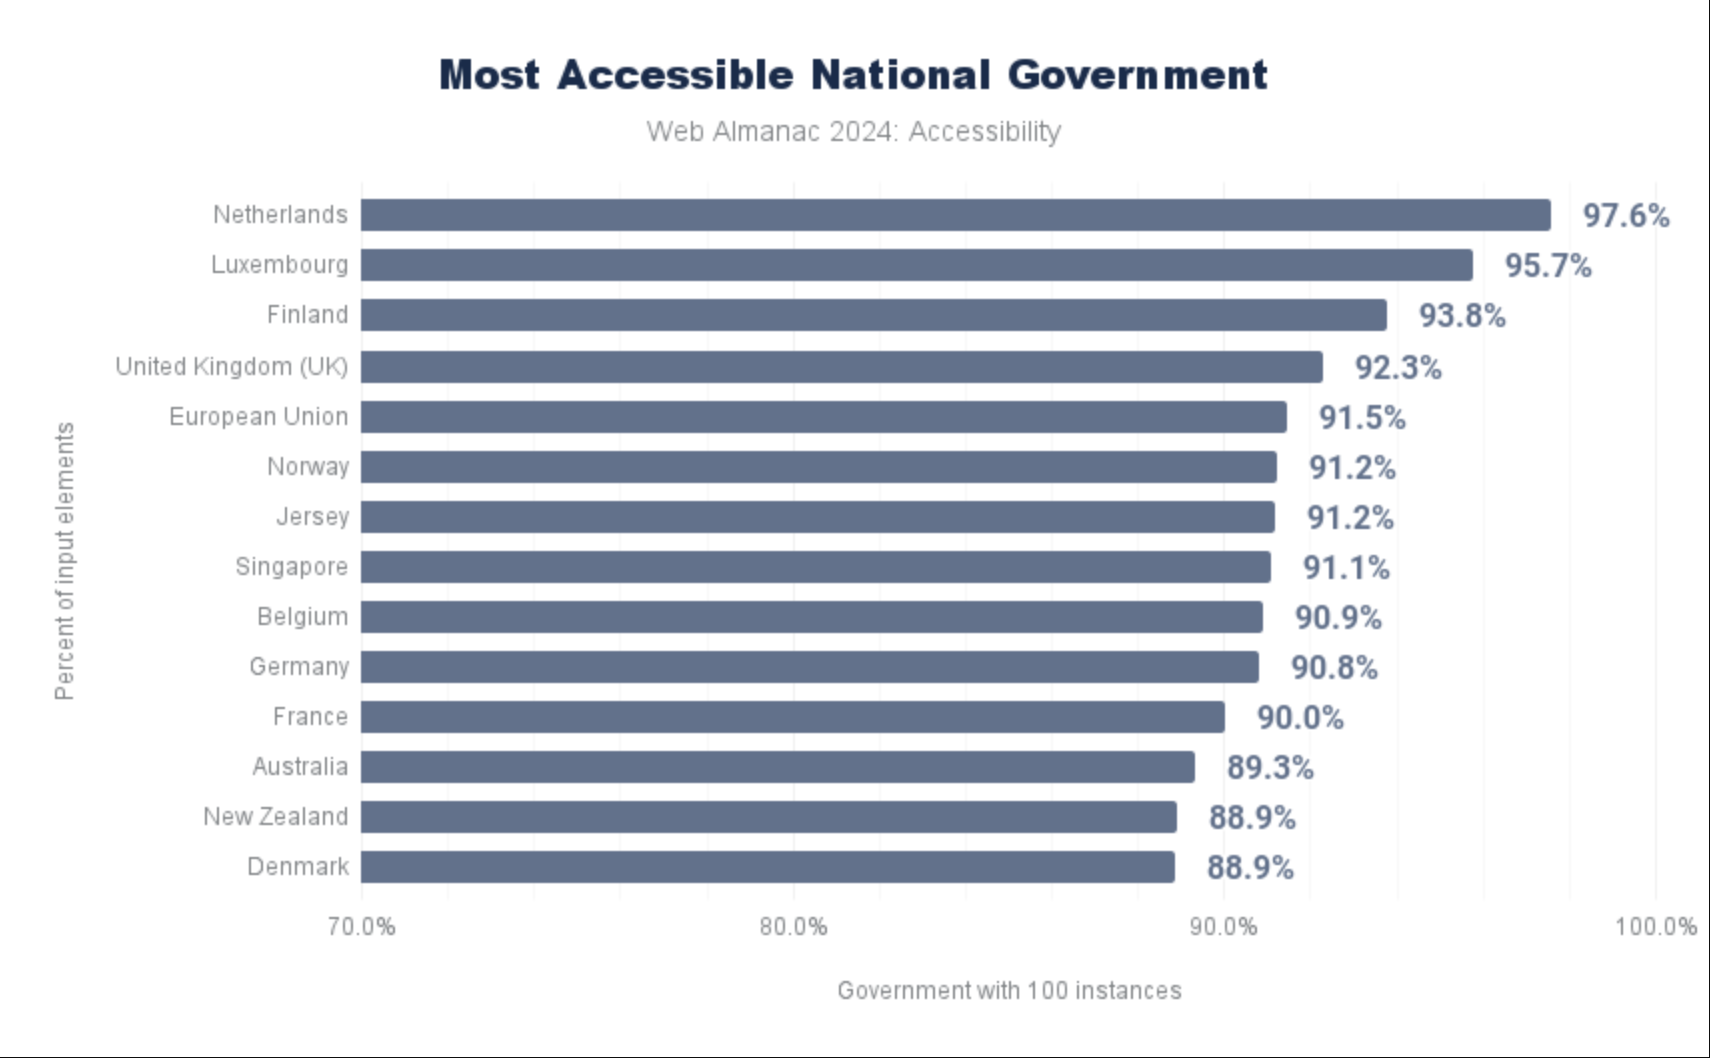 Most Accessible National Government
Web Almanac 2024: Accessibility
Percent of input elements
Netherlands 97.6%
Luxembourg 95.7%
Finland 93.8%
United Kingdom (UK) 92.3%
European Union 91.5%
Norway 91.2%
Jersey 91.2%
Singapore 91.1%
Belgium 90.9%
Germany 90.8%
France 90.0%
Australia 89.3%
New Zealand 88.9%
Denmark 88.9%
70.0% 80.0% 90.0% 100.0%
Government with 100 instances